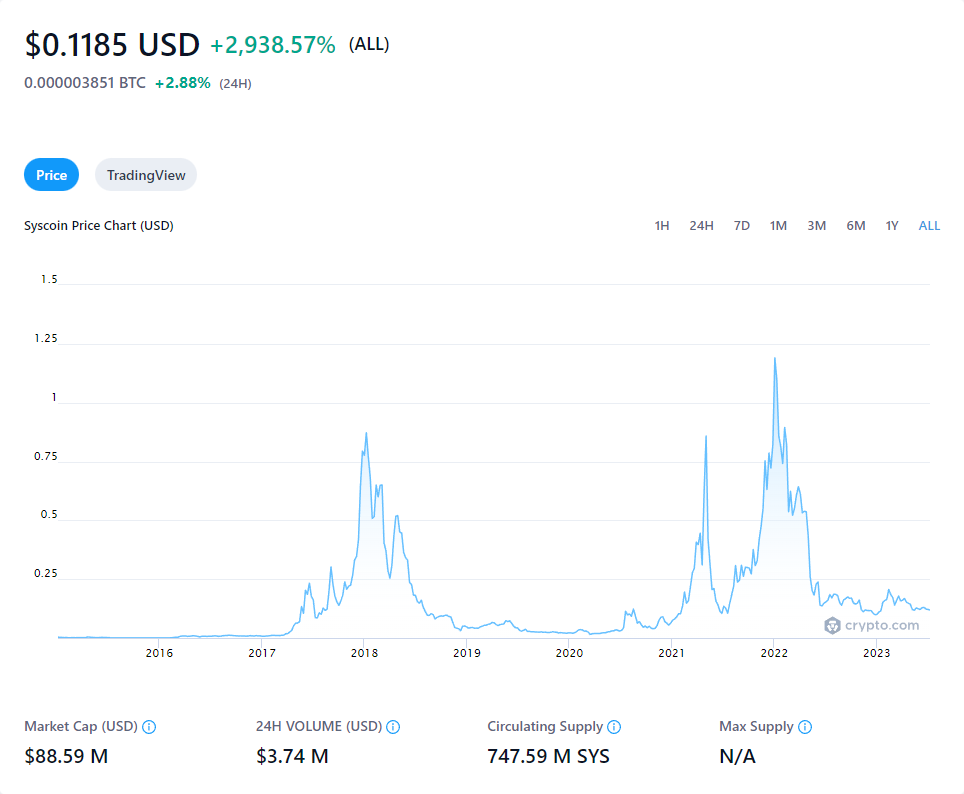 $0.1185 USD +2,938.57% (ALL)
0.000003851 BTC +2.88% (24H)
Price TradingView
Syscoin Price Chart (USD) 1H 24H 7D 1M 3M 6M 1Y ALL
1.5
1.25
1
0.75
0.5
0.25
crypto.com
2016 2017 2018 2019 2020 2021 2022 2023
Market Cap (USD) 24H VOLUME (USD) Circulating Supply Max Supply
$88.59 M $3.74 M 747.59 M SYS N/A